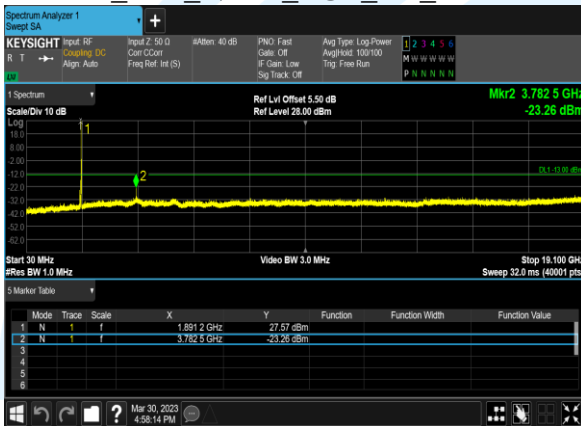 Spectrum Analyzer 1
Swept SA
KEYSIGHT Input: RF Input Z: 50 Ω #Atten: 40 dB PNO: Fast Avg Type: Log-Power 1 2 3 4 5 6
R T Coupling: DC Corr CCorr Gate: Off Avg|Hold: 100/100 M W W W W W
Align: Auto Freq Ref: Int (S) IF Gain: Low Trig: Free Run
Sig Track: Off P N N N N N
1 Spectrum Ref Lvl Offset 5.50 dB Mkr2 3.782 5 GHz
Scale/Div 10 dB Ref Level 28.00 dBm -23.26 dBm
Log
18.0 1
8.00
-2.00
-12.0 2 DL1 -13.00 dBm
-22.0
-32.0
-42.0
-52.0
-62.0
Start 30 MHz Video BW 3.0 MHz Stop 19.100 GHz
#Res BW 1.0 MHz Sweep 32.0 ms (40001 pts
5 Marker Table
Mode Trace Scale X Y Function Function Width Function Value
1 N 1 f 1.891 2 GHz 27.57 dBm
2 N 1 f 3.782 5 GHz -23.26 dBm
3
4
5
6
? Mar 30, 2023
4:58:14 PM